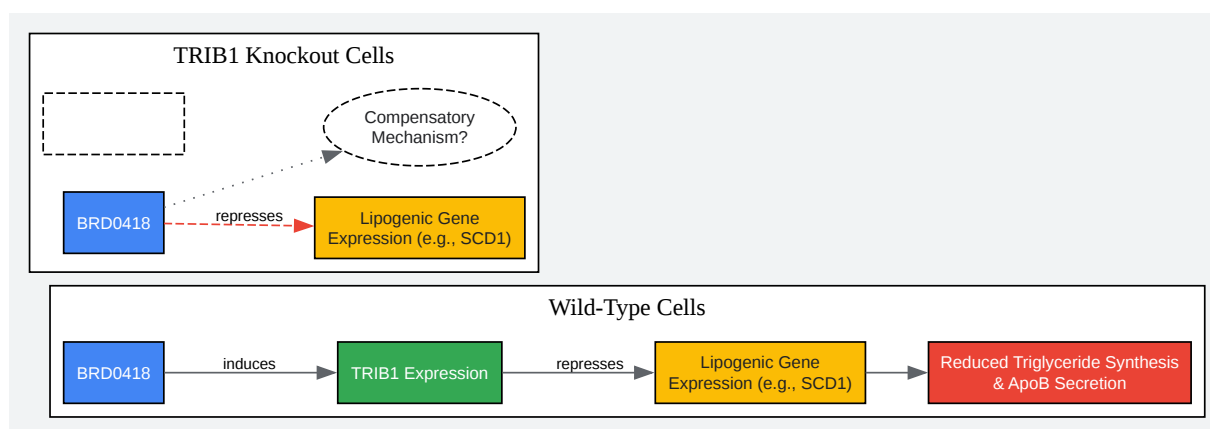 TRIB1 Knockout Cells
Compensatory
Mechanism?
BRD0418
represses
Lipogenic Gene
Expression (e.g., SCD1)
Wild-Type Cells
BRD0418
induces
TRIB1 Expression
represses
Lipogenic Gene
Expression (e.g., SCD1)
Reduced Triglyceride Synthesis
& ApoB Secretion